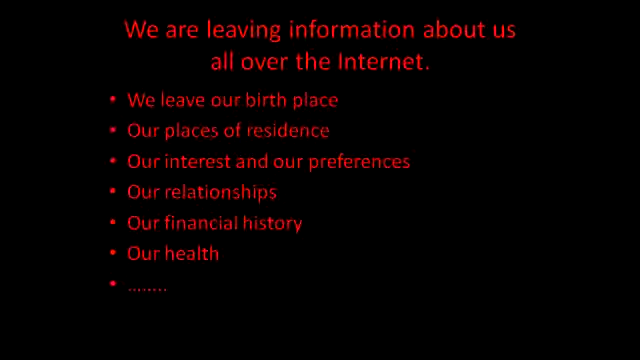 We are leaving information about us
all over the Internet.
• We leave our birth place
• Our places of residence
• Our interest and our preferences
• Our relationships
• Our financial history
• Our health
• ........